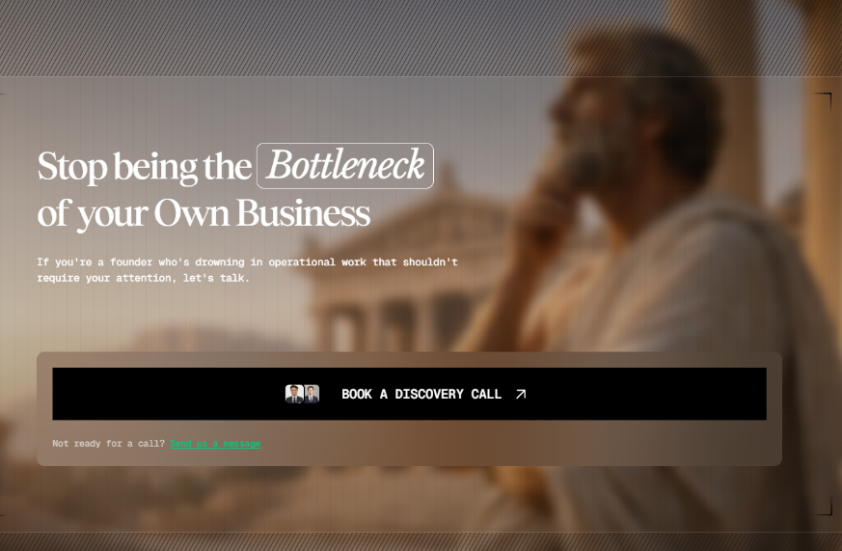 Stop being the Bottleneck
of your Own Business
If you're a founder who's drowning in operational work that shouldn't
require your attention, let's talk.
BOOK A DISCOVERY CALL
Not ready for a call? Send us a message